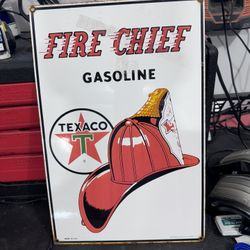 FIRE CHIEF
GASOLINE
TEXACO
T